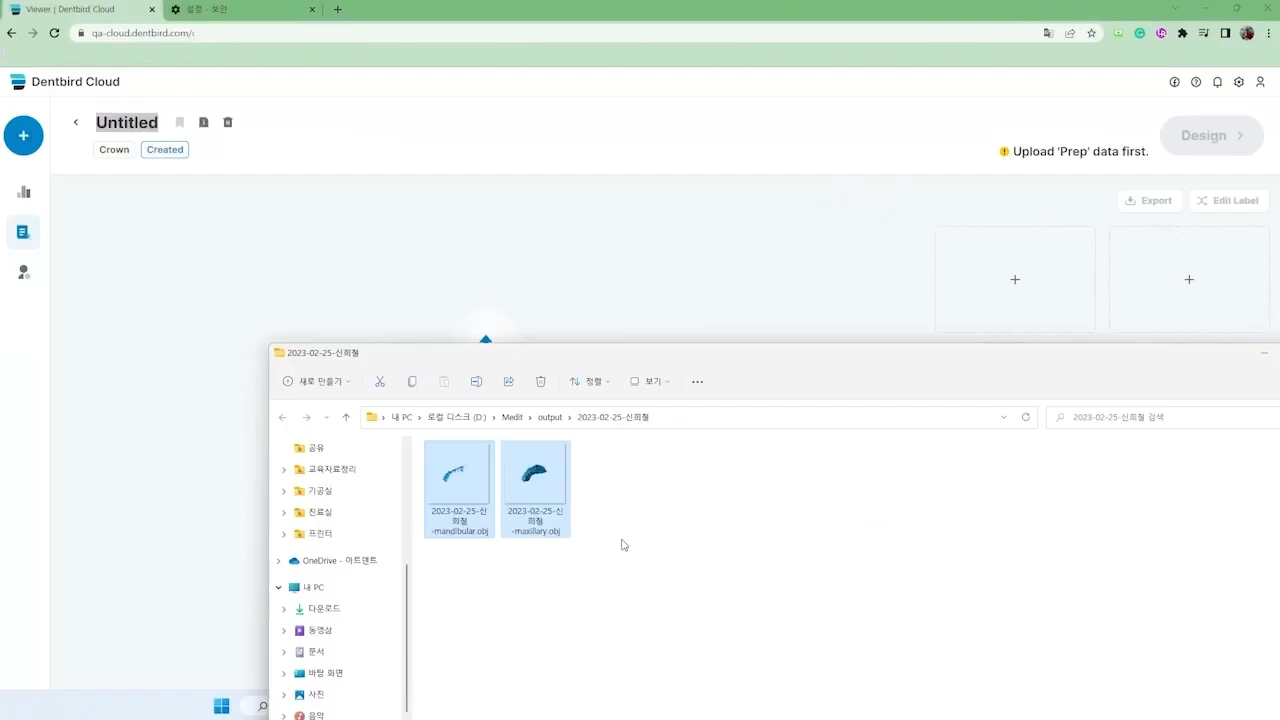 Viewer | Dentbird Cloud
설정 - 보안
qa-cloud.dentbird.com/c
Dentbird Cloud
Untitled
Crown
Created
Upload 'Prep' data first.
Design
Export
Edit Label
2023-02-25-신희철
새로 만들기
정렬
보기
내 PC
로컬 디스크 (D:)
Medit
output
2023-02-25-신희철
2023-02-25-신희철 검색
공유
교육자료정리
기공실
진료실
프린터
OneDrive - 아트덴트
내 PC
다운로드
동영상
문서
바탕 화면
사진
음악
2023-02-25-신
희철
-mandibular.obj
2023-02-25-신
희철
-maxillary.obj